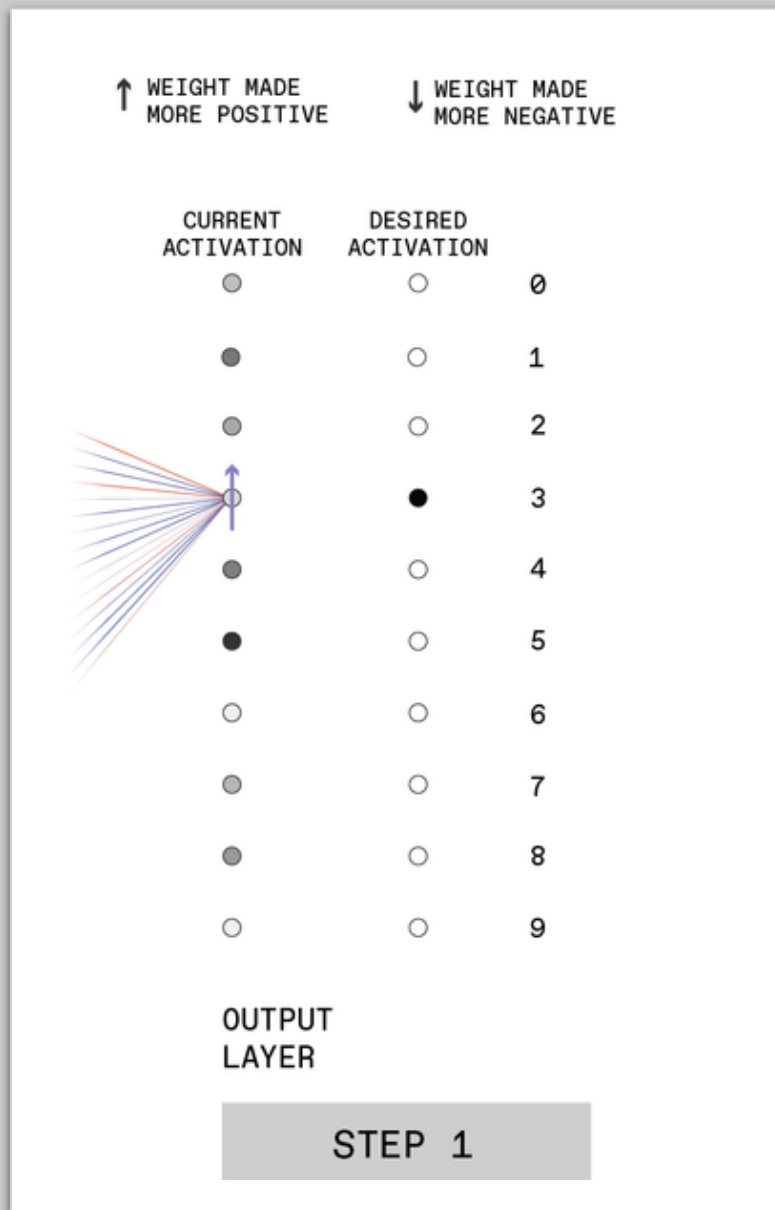 ↑ WEIGHT MADE
MORE POSITIVE
↓ WEIGHT MADE
MORE NEGATIVE
CURRENT
ACTIVATION
DESIRED
ACTIVATION
0
1
2
3
4
5
6
7
8
9
OUTPUT
LAYER
STEP 1